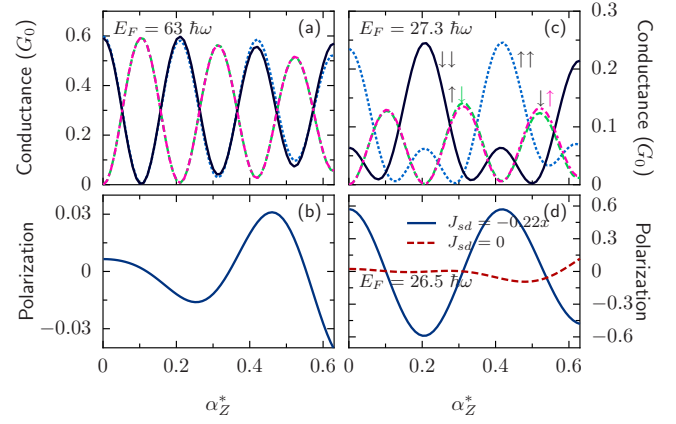 E_F = 63 ħω
(a)
Conductance (G_0)
0.6
0.4
0.2
0
E_F = 27.3 ħω
(c)
↓↓
↑↑
↑↓
↓↑
0.3
0.2
0.1
0
Conductance (G_0)
(b)
Polarization
0.03
0
−0.03
0
0.2
0.4
0.6
α*_Z
(d)
J_sd = −0.22x
J_sd = 0
E_F = 26.5 ħω
0.6
0.3
0
−0.3
−0.6
Polarization
0
0.2
0.4
0.6
α*_Z